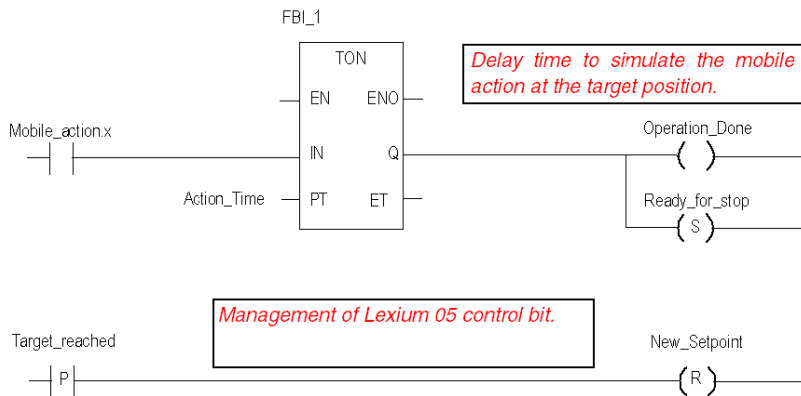 FBI_1
TON
Delay time to simulate the mobile
action at the target position.
EN ENO
Mobile_action.x
Operation_Done
IN Q
( )
Action_Time
PT ET
Ready_for_stop
(S)
Management of Lexium 05 control bit.
Target_reached
New_Setpoint
P
(R)